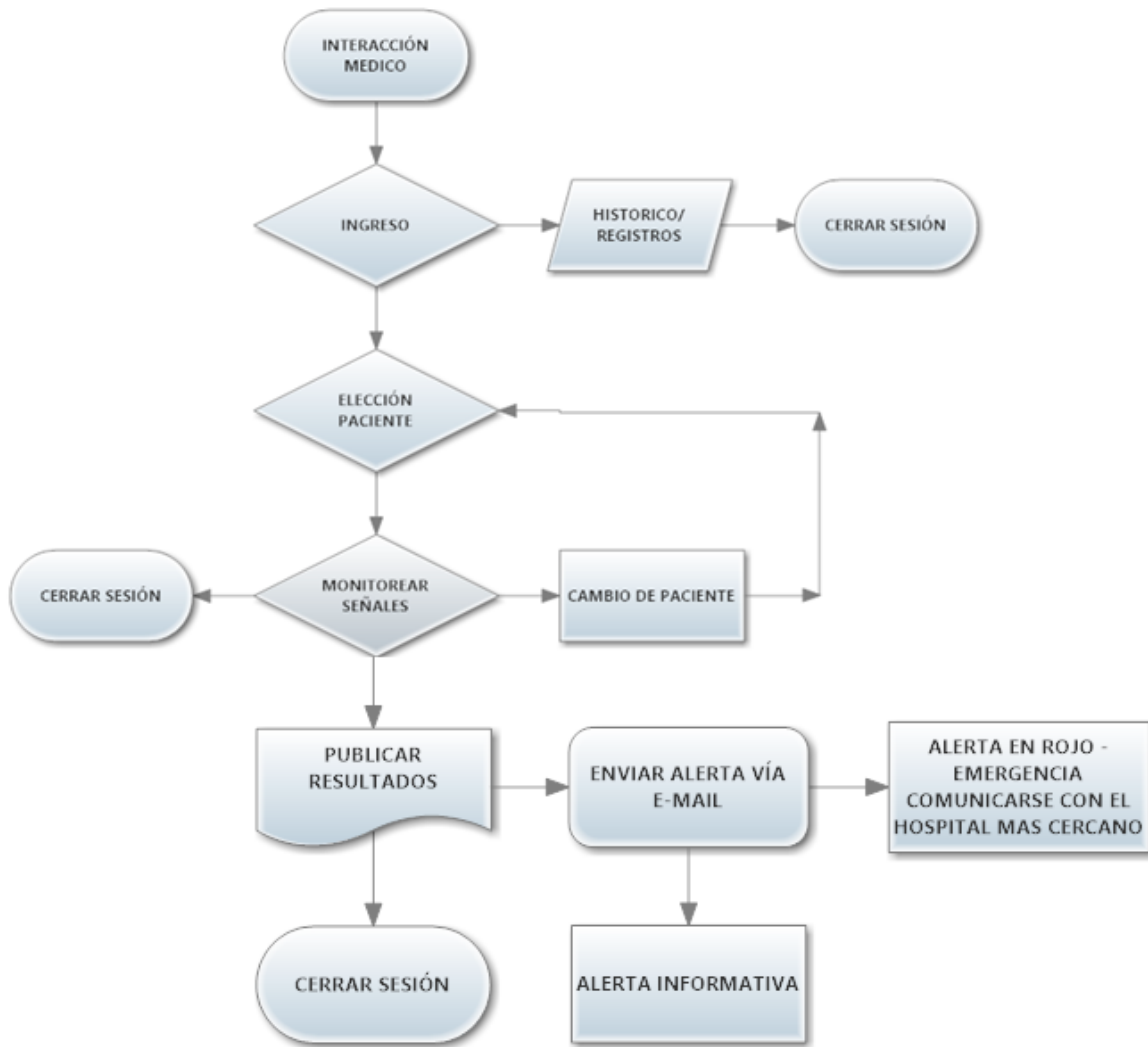 INTERACCIÓN
MEDICO
INGRESO
HISTORICO/
REGISTROS
CERRAR SESIÓN
ELECCIÓN
PACIENTE
CERRAR SESIÓN
MONITOREAR
SEÑALES
CAMBIO DE PACIENTE
PUBLICAR
RESULTADOS
ENVIAR ALERTA VÍA
E-MAIL
ALERTA EN ROJO -
EMERGENCIA
COMUNICARSE CON EL
HOSPITAL MAS CERCANO
CERRAR SESIÓN
ALERTA INFORMATIVA